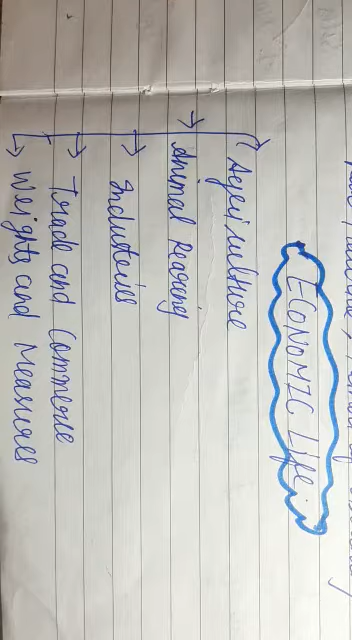 ECONOMIC Life
Agriculture
Animal Rearing
Industries
Trade and Commerce
Weights and Measures